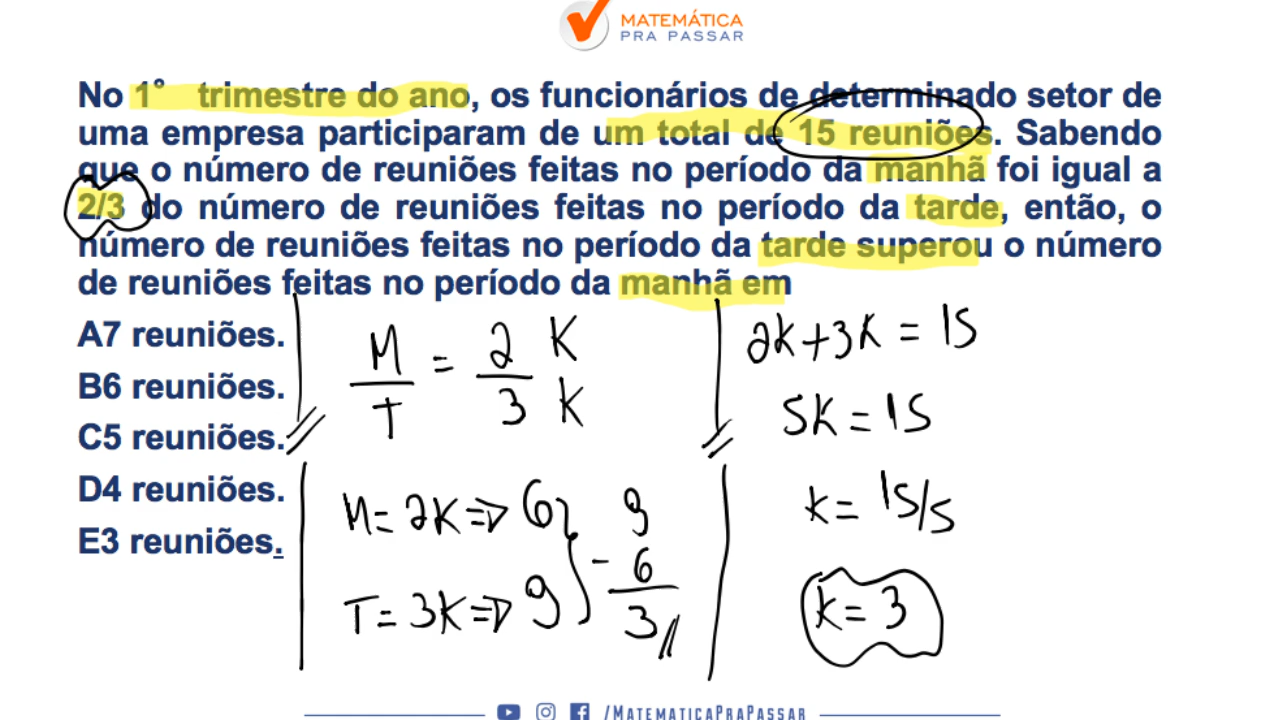 MATEMÁTICA
PRA PASSAR
No 1° trimestre do ano, os funcionários de determinado setor de
uma empresa participaram de um total de 15 reuniões. Sabendo
que o número de reuniões feitas no período da manhã foi igual a
2/3 do número de reuniões feitas no período da tarde, então, o
número de reuniões feitas no período da tarde superou o número
de reuniões feitas no período da manhã em
A7 reuniões.
B6 reuniões.
C5 reuniões.
D4 reuniões.
E3 reuniões.
M/T = 2K/3K
2K+3K = 15
5K = 15
K = 15/5
K = 3
M = 2K ⇒ 6
T = 3K ⇒ 9
9
- 6
3
/MATEMATICAPRAPASSAR